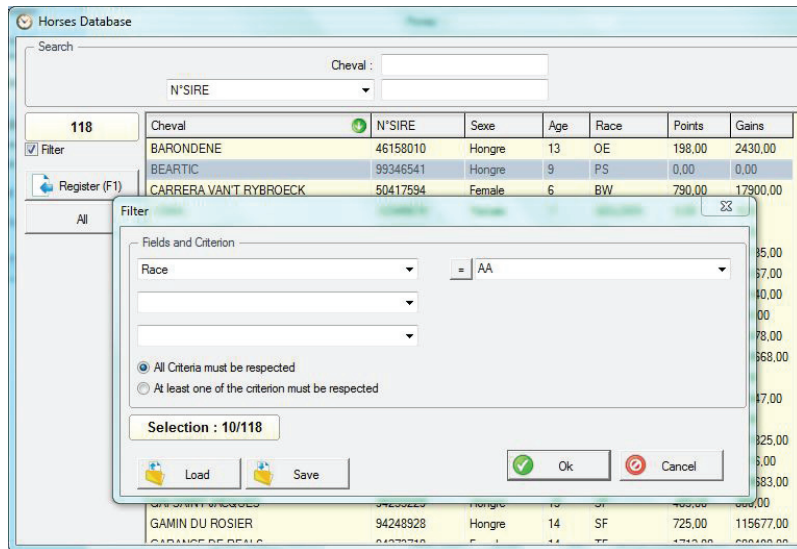 Horses Database
Search
Cheval :
N°SIRE
118
Filter
Register (F1)
All
Cheval N°SIRE Sexe Age Race Points Gains
BARONDENE 46158010 Hongre 13 OE 198,00 2430,00
BEARTIC 99346541 Hongre 9 PS 0,00 0,00
CARRERA VAN'T RYBROECK 50417594 Female 6 BW 790,00 17900,00
Filter
Fields and Criterion
Race = AA
All Criteria must be respected
At least one of the criterion must be respected
Selection : 10/118
Load Save Ok Cancel
GAMIN DU ROSIER 94248928 Hongre 14 SF 725,00 115677,00